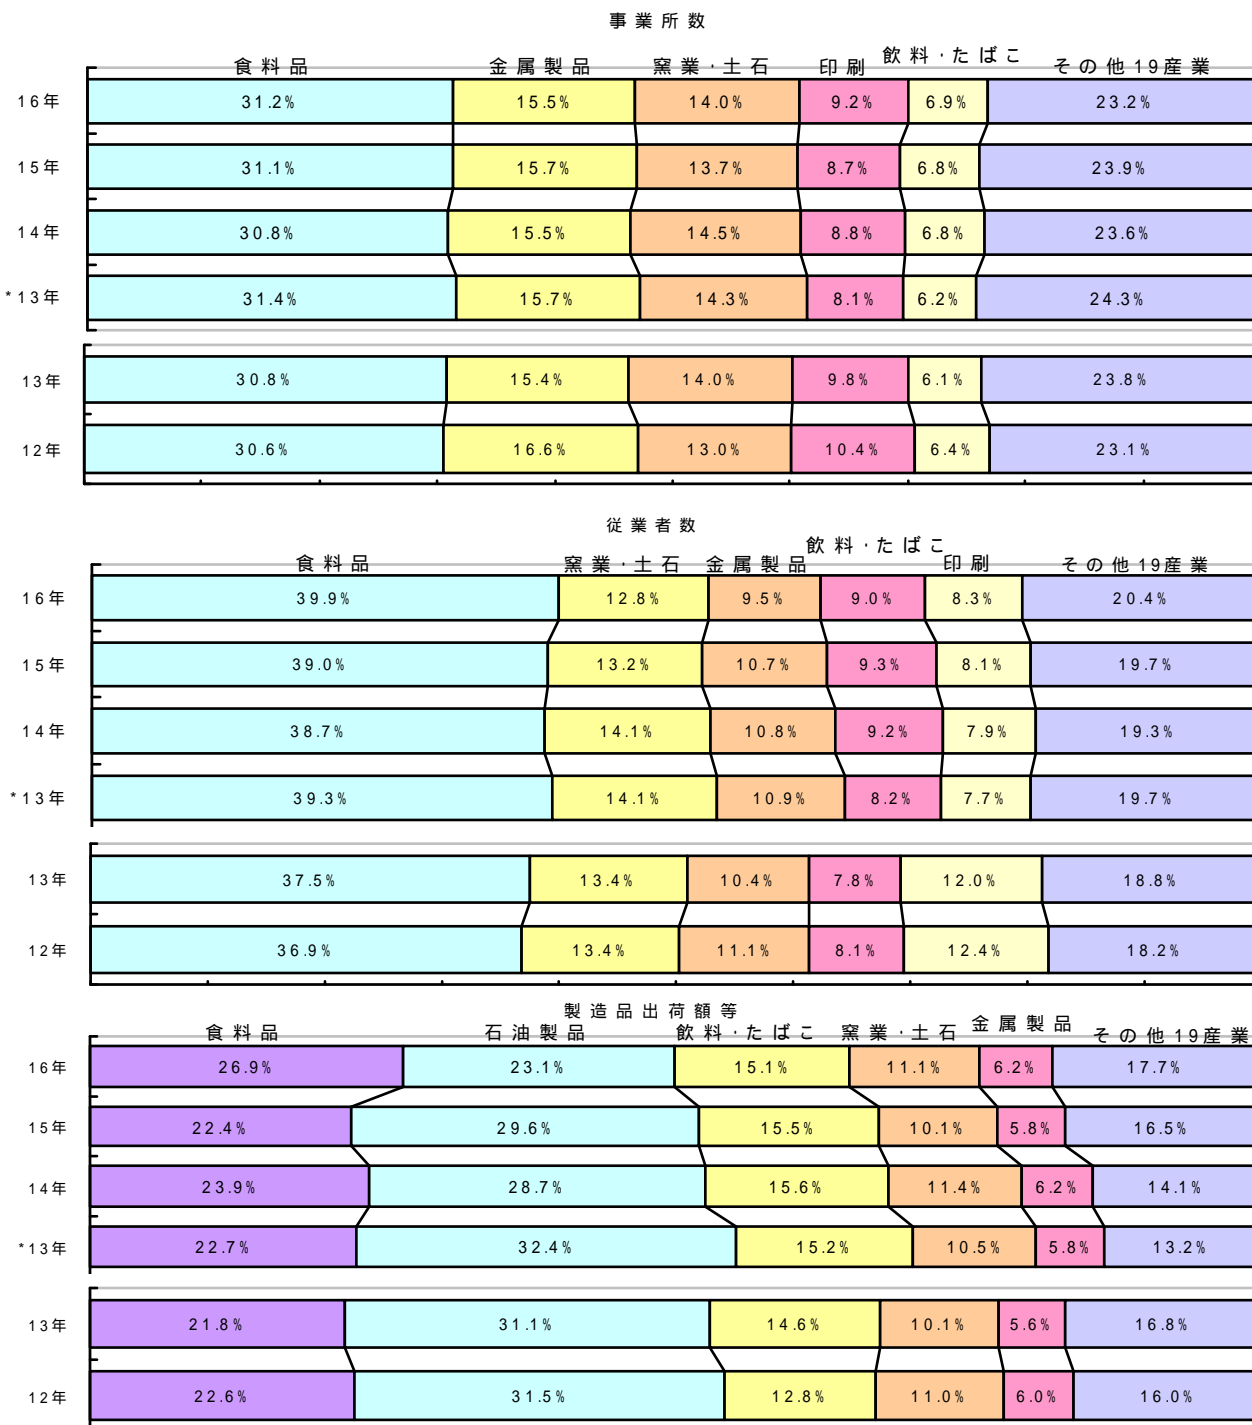 事業所数
食料品 金属製品 窯業・土石 印刷 飲料・たばこ その他19産業
16年 31.2% 15.5% 14.0% 9.2% 6.9% 23.2%
15年 31.1% 15.7% 13.7% 8.7% 6.8% 23.9%
14年 30.8% 15.5% 14.5% 8.8% 6.8% 23.6%
*13年 31.4% 15.7% 14.3% 8.1% 6.2% 24.3%
13年 30.8% 15.4% 14.0% 9.8% 6.1% 23.8%
12年 30.6% 16.6% 13.0% 10.4% 6.4% 23.1%
従業者数
食料品 窯業・土石 金属製品 飲料・たばこ 印刷 その他19産業
16年 39.9% 12.8% 9.5% 9.0% 8.3% 20.4%
15年 39.0% 13.2% 10.7% 9.3% 8.1% 19.7%
14年 38.7% 14.1% 10.8% 9.2% 7.9% 19.3%
*13年 39.3% 14.1% 10.9% 8.2% 7.7% 19.7%
13年 37.5% 13.4% 10.4% 7.8% 12.0% 18.8%
12年 36.9% 13.4% 11.1% 8.1% 12.4% 18.2%
製造品出荷額等
食料品 石油製品 飲料・たばこ 窯業・土石 金属製品 その他19産業
16年 26.9% 23.1% 15.1% 11.1% 6.2% 17.7%
15年 22.4% 29.6% 15.5% 10.1% 5.8% 16.5%
14年 23.9% 28.7% 15.6% 11.4% 6.2% 14.1%
*13年 22.7% 32.4% 15.2% 10.5% 5.8% 13.2%
13年 21.8% 31.1% 14.6% 10.1% 5.6% 16.8%
12年 22.6% 31.5% 12.8% 11.0% 6.0% 16.0%